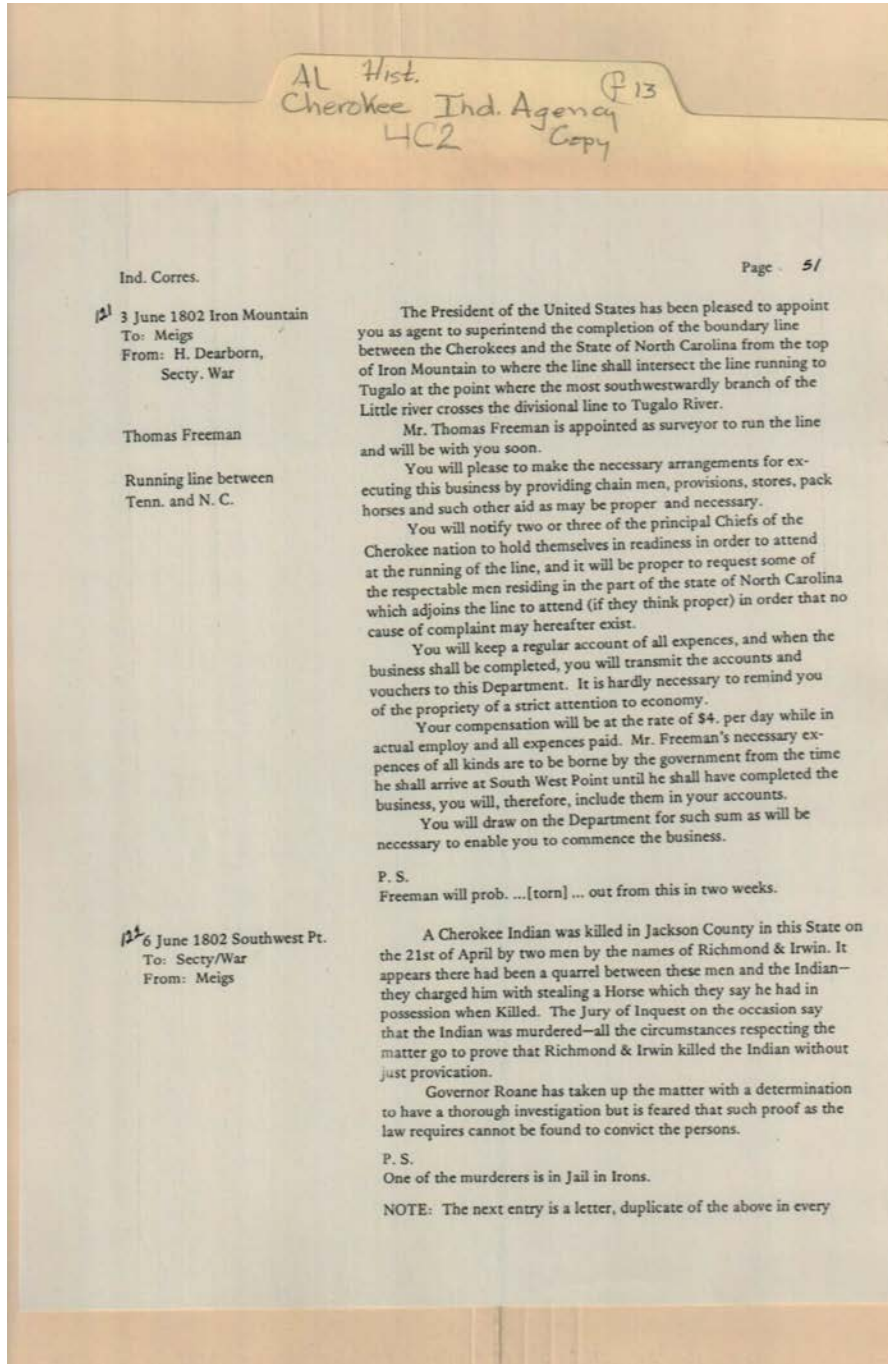 AL Hist. f 13
Cherokee Ind. Agency
4C2 Copy
Ind. Corres.
Page 51
121 3 June 1802 Iron Mountain
To: Meigs
From: H. Dearborn,
Secty. War
Thomas Freeman
Running line between
Tenn. and N. C.
The President of the United States has been pleased to appoint
you as agent to superintend the completion of the boundary line
between the Cherokees and the State of North Carolina from the top
of Iron Mountain to where the line shall intersect the line running to
Tugalo at the point where the most southwestwardly branch of the
Little river crosses the divisional line to Tugalo River.
Mr. Thomas Freeman is appointed as surveyor to run the line
and will be with you soon.
You will please to make the necessary arrangements for ex-
ecuting this business by providing chain men, provisions, stores, pack
horses and such other aid as may be proper and necessary.
You will notify two or three of the principal Chiefs of the
Cherokee nation to hold themselves in readiness in order to attend
at the running of the line, and it will be proper to request some of
the respectable men residing in the part of the state of North Carolina
which adjoins the line to attend (if they think proper) in order that no
cause of complaint may hereafter exist.
You will keep a regular account of all expences, and when the
business shall be completed, you will transmit the accounts and
vouchers to this Department. It is hardly necessary to remind you
of the propriety of a strict attention to economy.
Your compensation will be at the rate of $4. per day while in
actual employ and all expences paid. Mr. Freeman's necessary ex-
pences of all kinds are to be borne by the government from the time
he shall arrive at South West Point until he shall have completed the
business, you will, therefore, include them in your accounts.
You will draw on the Department for such sum as will be
necessary to enable you to commence the business.
P. S.
Freeman will prob. ...[torn] ... out from this in two weeks.
122 6 June 1802 Southwest Pt.
To: Secty/War
From: Meigs
A Cherokee Indian was killed in Jackson County in this State on
the 21st of April by two men by the names of Richmond & Irwin. It
appears there had been a quarrel between these men and the Indian—
they charged him with stealing a Horse which they say he had in
possession when Killed. The Jury of Inquest on the occasion say
that the Indian was murdered—all the circumstances respecting the
matter go to prove that Richmond & Irwin killed the Indian without
just provication.
Governor Roane has taken up the matter with a determination
to have a thorough investigation but is feared that such proof as the
law requires cannot be found to convict the persons.
P. S.
One of the murderers is in Jail in Irons.
NOTE: The next entry is a letter, duplicate of the above in every